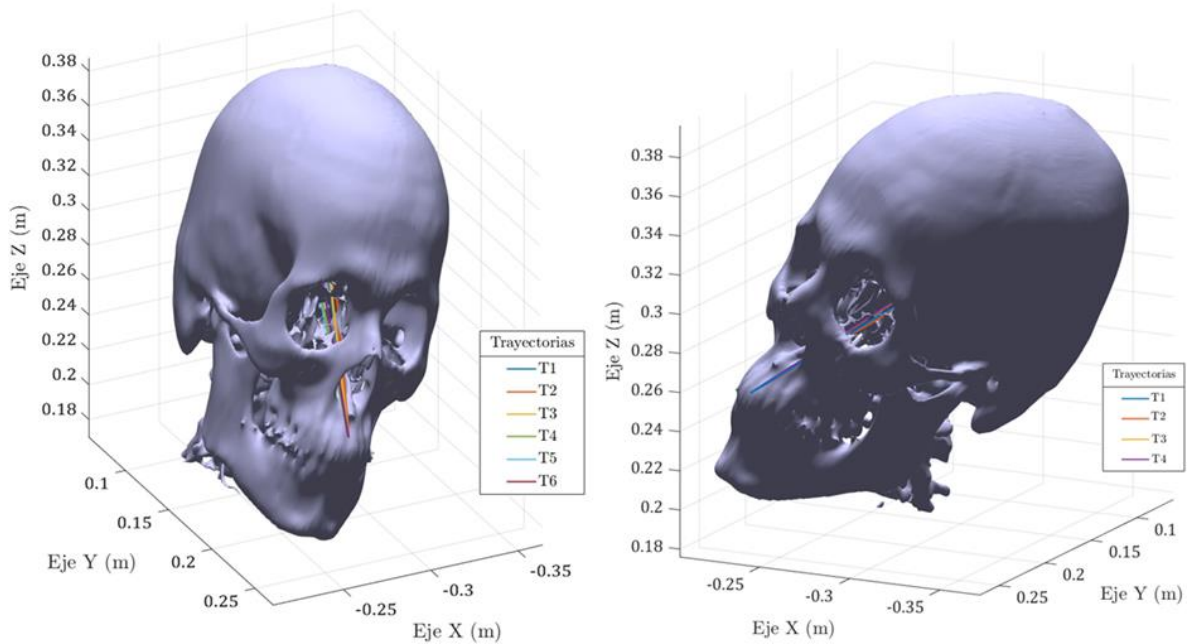 0.38
0.36
0.34
0.32
0.3
0.28
0.26
0.24
0.22
0.2
0.18
Eje Z (m)
0.1
0.15
0.2
0.25
Eje Y (m)
-0.25
-0.3
-0.35
Eje X (m)
Trayectorias
T1
T2
T3
T4
T5
T6
0.38
0.36
0.34
0.32
0.3
0.28
0.26
0.24
0.22
0.2
0.18
Eje Z (m)
-0.25
-0.3
-0.35
Eje X (m)
0.1
0.15
0.2
0.25
Eje Y (m)
Trayectorias
T1
T2
T3
T4